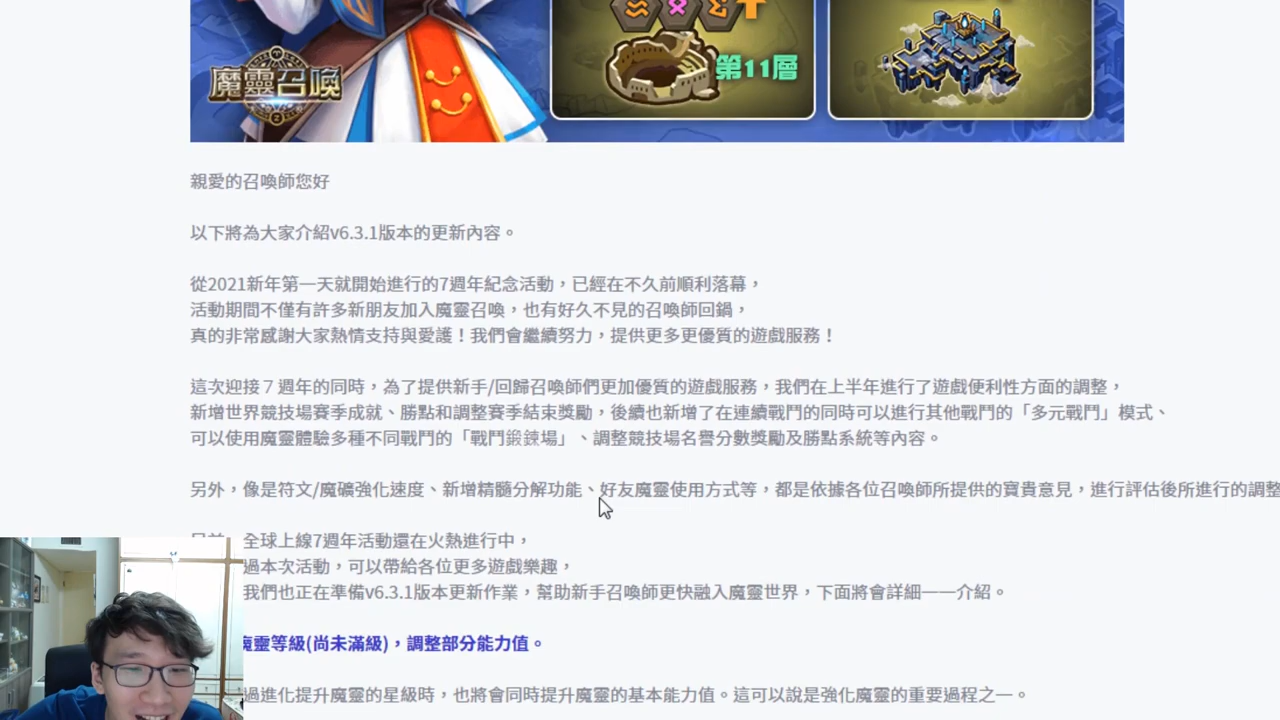 魔靈召喚
第11層
親愛的召喚師您好
以下將為大家介紹v6.3.1版本的更新內容。
從2021新年第一天就開始進行的7週年紀念活動，已經在不久前順利落幕，
活動期間不僅有許多新朋友加入魔靈召喚，也有好久不見的召喚師回鍋，
真的非常感謝大家熱情支持與愛護！我們會繼續努力，提供更多更優質的遊戲服務！
這次迎接７週年的同時，為了提供新手/回歸召喚師們更加優質的遊戲服務，我們在上半年進行了遊戲便利性方面的調整，
新增世界競技場賽季成就、勝點和調整賽季結束獎勵，後續也新增了在連續戰鬥的同時可以進行其他戰鬥的「多元戰鬥」模式、
可以使用魔靈體驗多種不同戰鬥的「戰鬥鍛鍊場」、調整競技場名譽分數獎勵及勝點系統等內容。
另外，像是符文/魔礦強化速度、新增精髓分解功能、好友魔靈使用方式等，都是依據各位召喚師所提供的寶貴意見，進行評估後所進行的調整
全球上線7週年活動還在火熱進行中，
過本次活動，可以帶給各位更多遊戲樂趣，
我們也正在準備v6.3.1版本更新作業，幫助新手召喚師更快融入魔靈世界，下面將會詳細一一介紹。
魔靈等級(尚未滿級)，調整部分能力值。
過進化提升魔靈的星級時，也將會同時提升魔靈的基本能力值。這可以說是強化魔靈的重要過程之一。